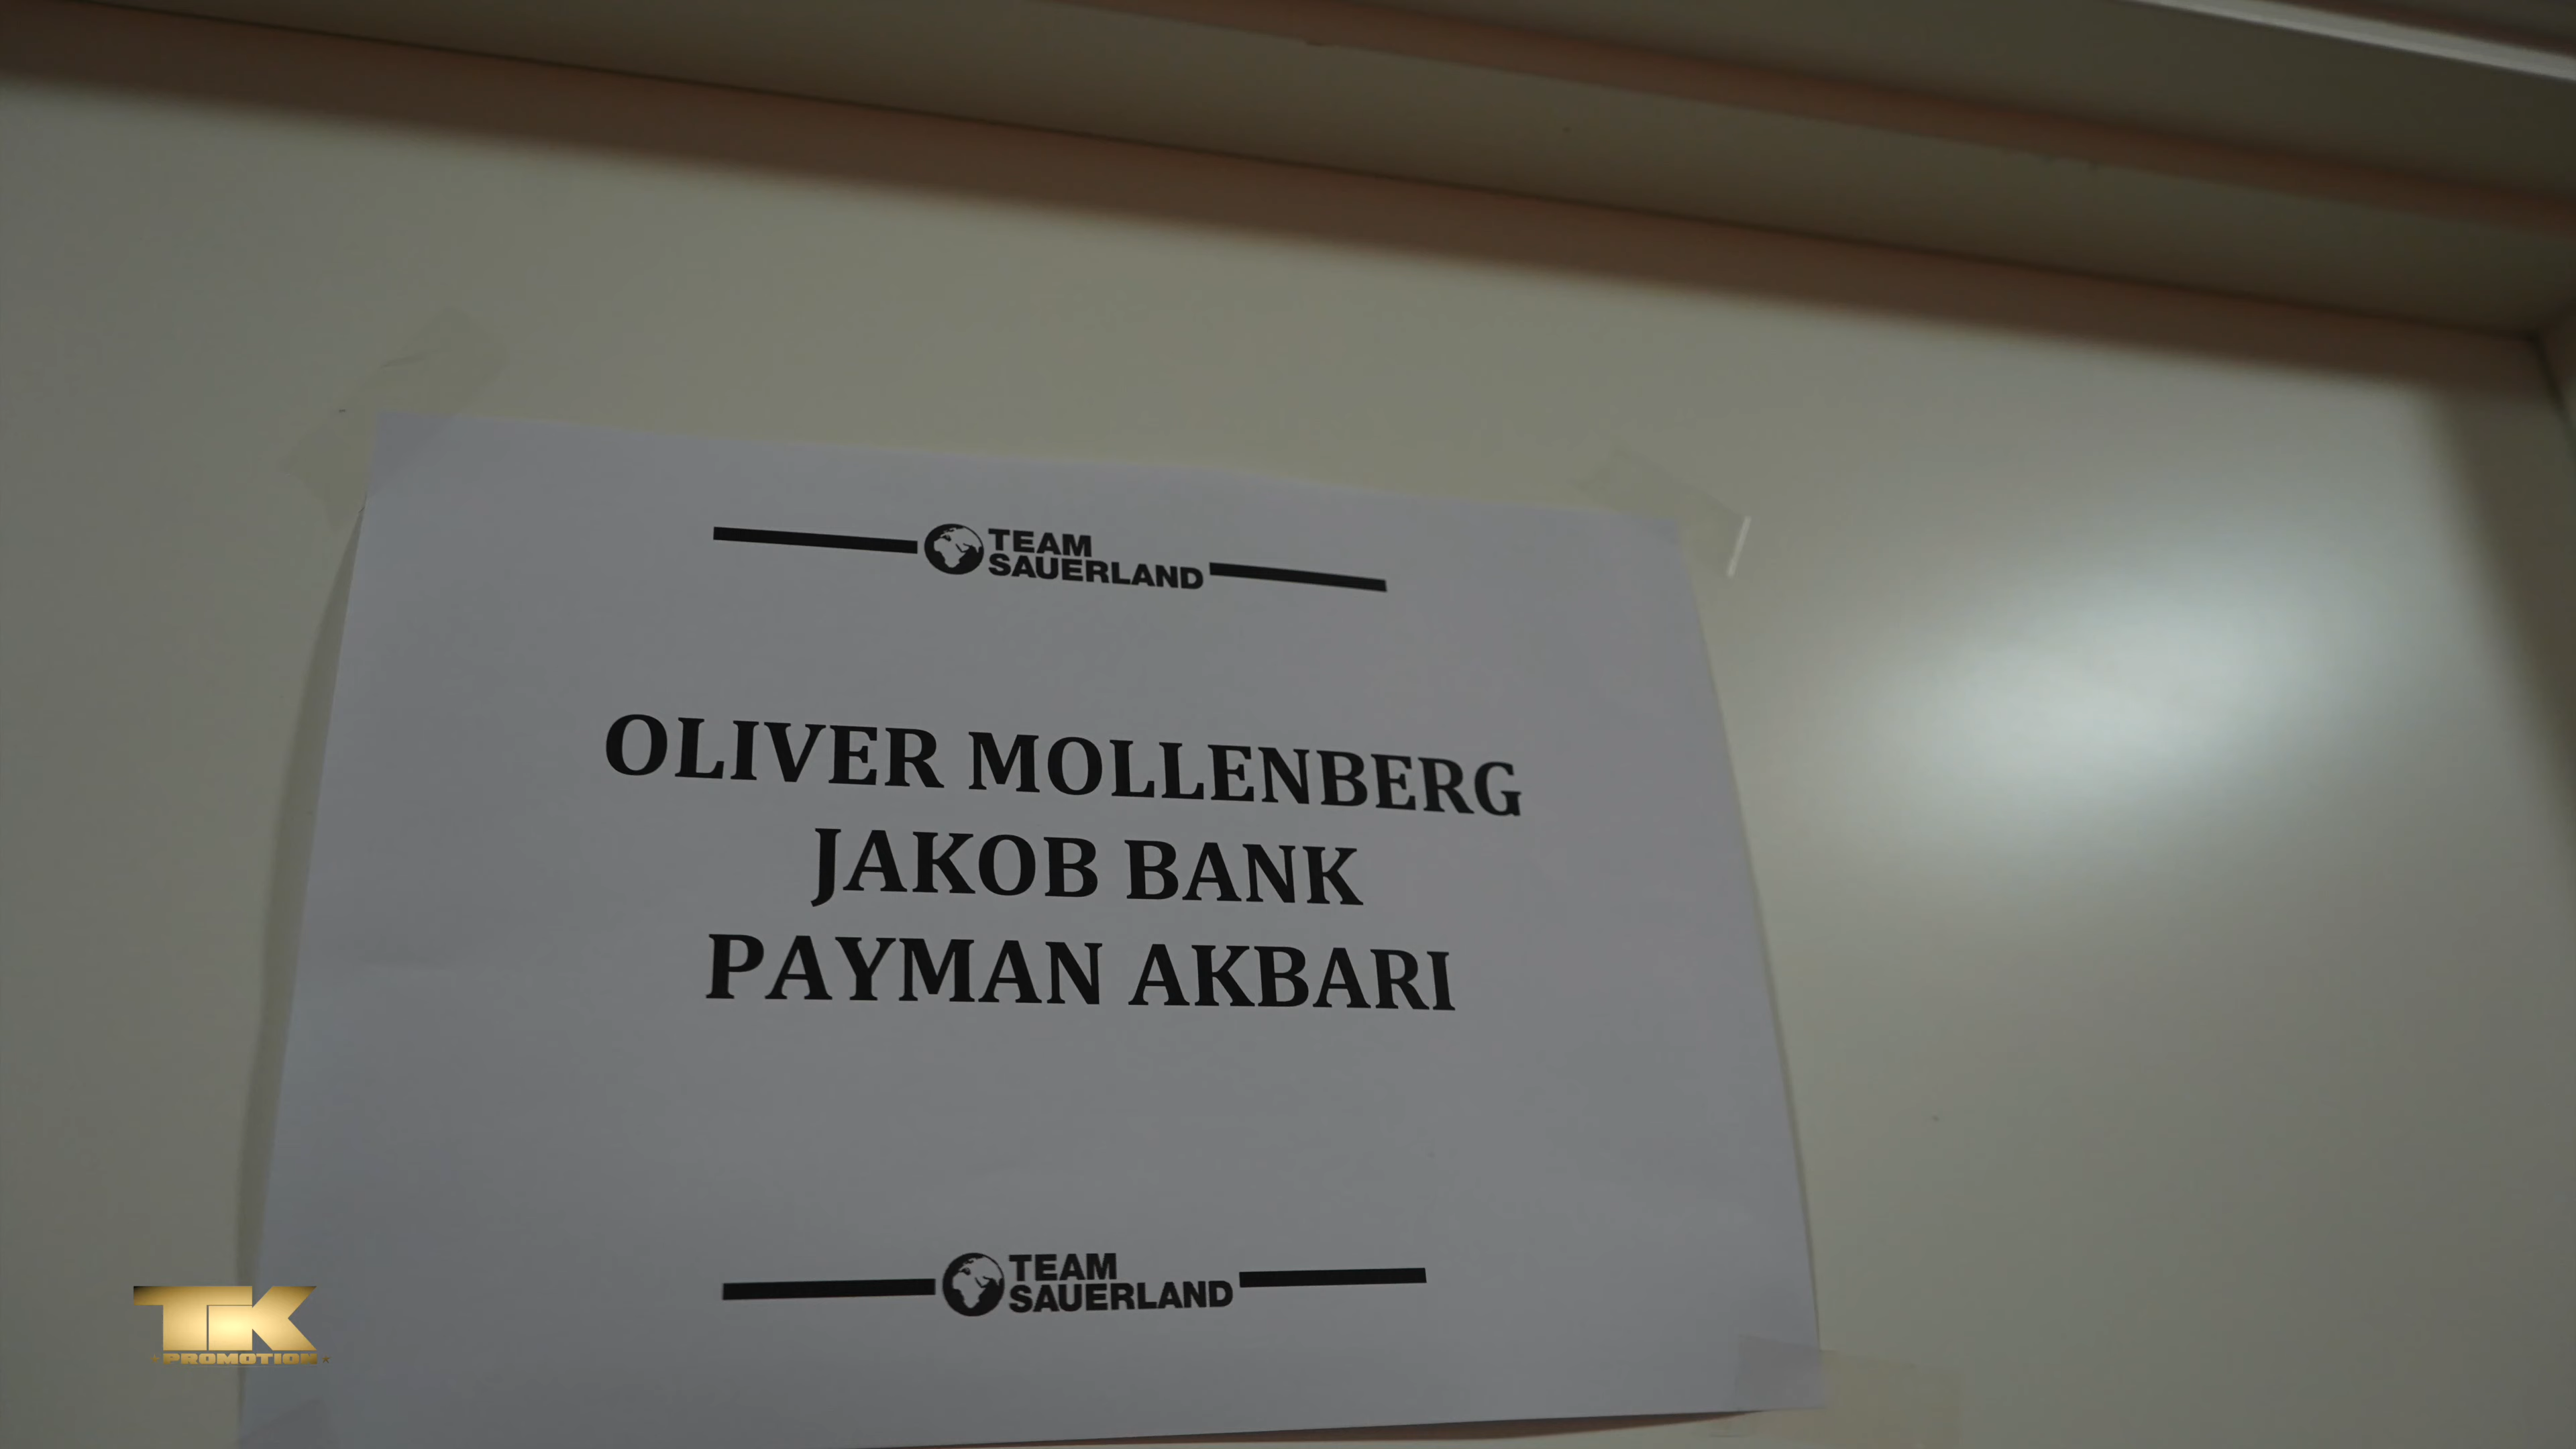 TEAM
SAUERLAND
OLIVER MOLLENBERG
JAKOB BANK
PAYMAN AKBARI
TEAM
SAUERLAND
TK
PROMOTION